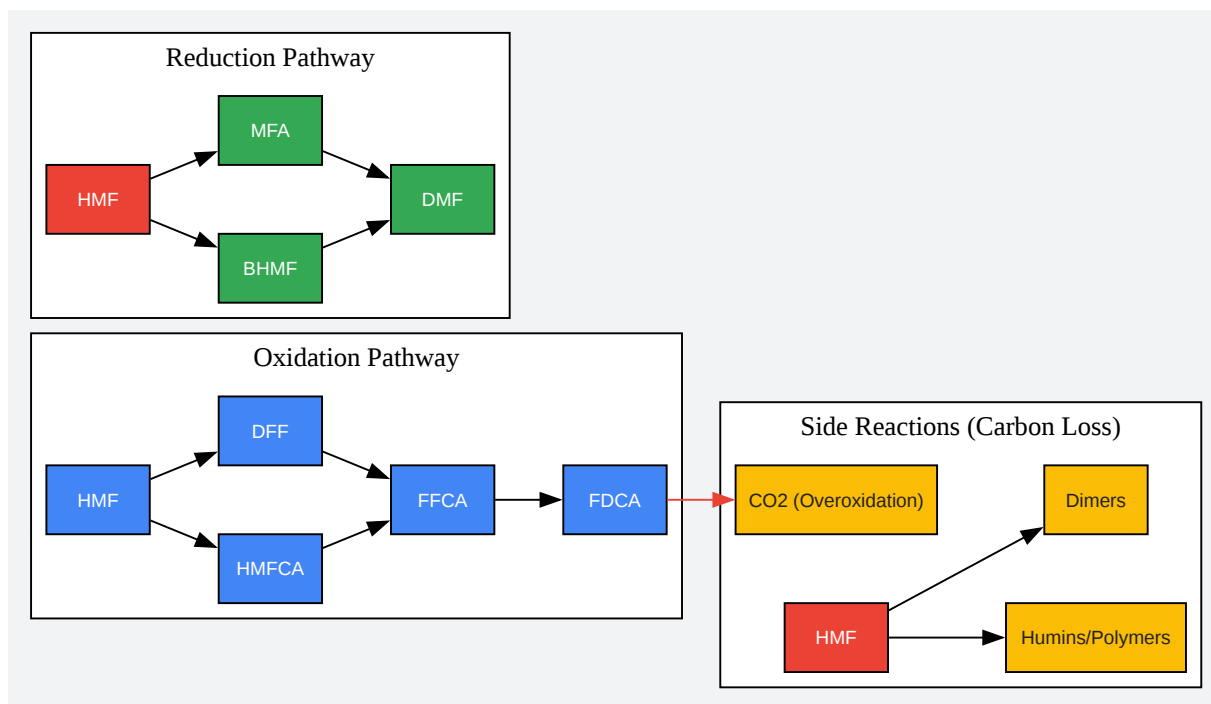 Reduction Pathway
MFA
HMF
DMF
BHMF
Oxidation Pathway
DFF
HMF
FFCA
FDCA
HMFCA
Side Reactions (Carbon Loss)
CO2 (Overoxidation)
Dimers
HMF
Humins/Polymers